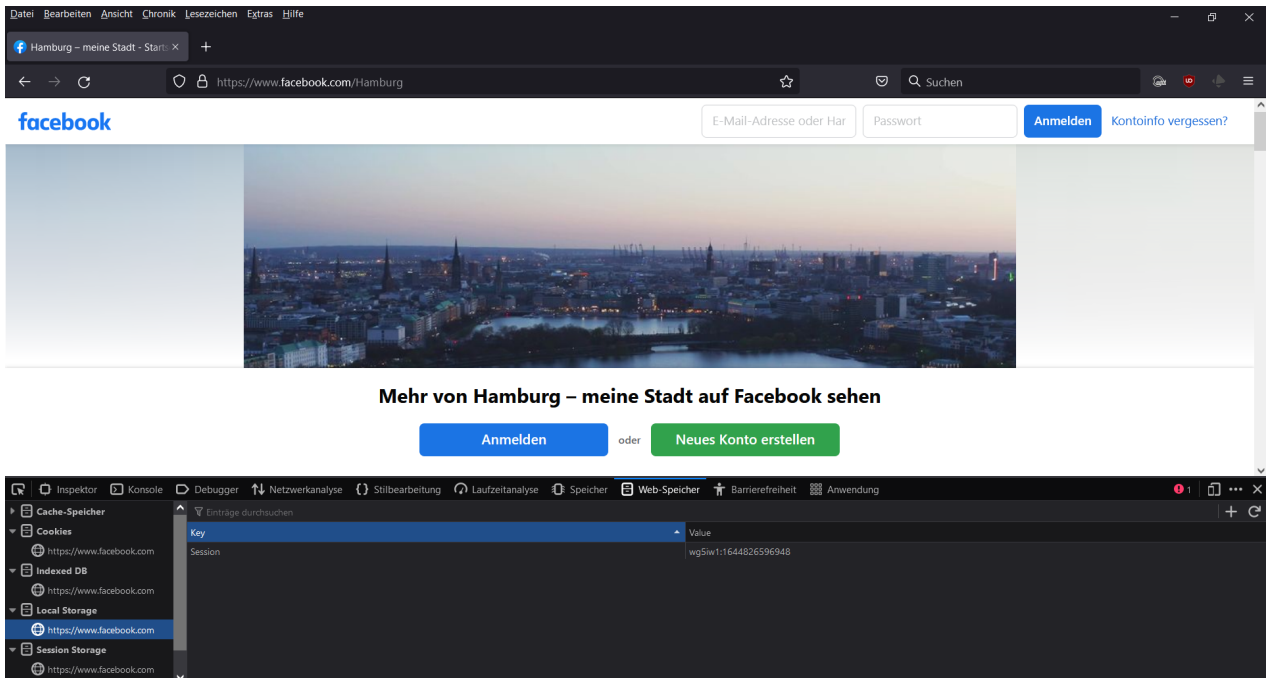 Datei Bearbeiten Ansicht Chronik Lesezeichen Extras Hilfe
Hamburg – meine Stadt - Starts
https://www.facebook.com/Hamburg
Suchen
facebook
E-Mail-Adresse oder Har
Passwort
Anmelden
Kontoinfo vergessen?
Mehr von Hamburg – meine Stadt auf Facebook sehen
Anmelden oder Neues Konto erstellen
Inspektor Konsole Debugger Netzwerkanalyse Stilbearbeitung Laufzeitanalyse Speicher Web-Speicher Barrierefreiheit Anwendung 1
Cache-Speicher
Cookies
https://www.facebook.com
Indexed DB
https://www.facebook.com
Local Storage
https://www.facebook.com
Session Storage
https://www.facebook.com
Einträge durchsuchen
Key Value
Session wg5iw1:1644826596948